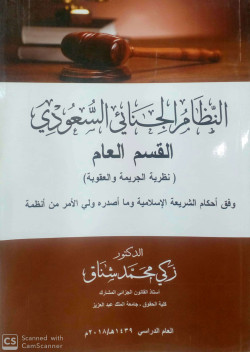 النظام الجنائي السعودي
القسم العام
( نظرية الجريمة والعقوبة )
وفق أحكام الشريعة الإسلامية وما أصدره ولي الأمر من أنظمة
الدكتور
زكي محمد شناق
أستاذ القانون الجزائي المشارك
كلية الحقوق . جامعة الملك عبد العزيز
العام الدراسي ١٤٣٩هـ/٢٠١٨م
CS
Scanned with
CamScanner